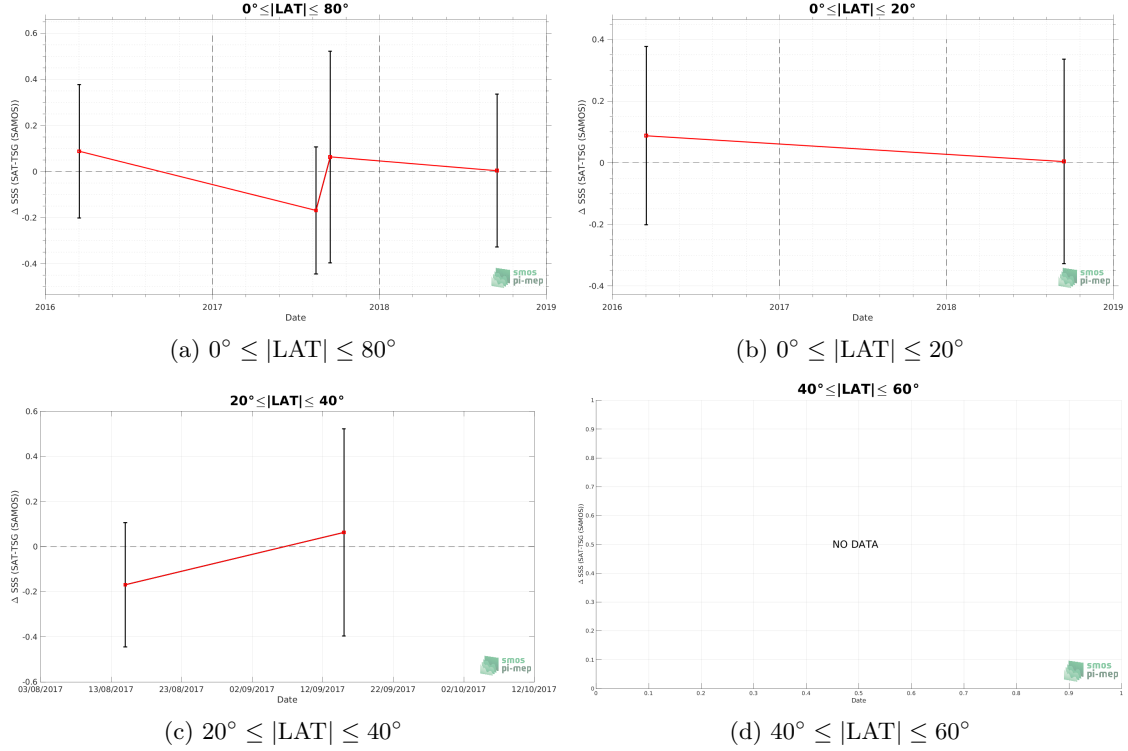 0°≤|LAT|≤ 80°
Δ SSS (SAT-TSG (SAMOS))
0.6
0.4
0.2
0
-0.2
-0.4
2016
2017
2018
2019
Date
smos
pi-mep
(a) 0° ≤ |LAT| ≤ 80°
0°≤|LAT|≤ 20°
Δ SSS (SAT-TSG (SAMOS))
0.4
0.2
0
-0.2
-0.4
2016
2017
2018
2019
Date
smos
pi-mep
(b) 0° ≤ |LAT| ≤ 20°
20°≤|LAT|≤ 40°
Δ SSS (SAT-TSG (SAMOS))
0.6
0.4
0.2
0
-0.2
-0.4
-0.6
03/08/2017
13/08/2017
23/08/2017
02/09/2017
12/09/2017
22/09/2017
02/10/2017
12/10/2017
Date
smos
pi-mep
(c) 20° ≤ |LAT| ≤ 40°
40°≤|LAT|≤ 60°
Δ SSS (SAT-TSG (SAMOS))
1
0.9
0.8
0.7
0.6
0.5
0.4
0.3
0.2
0.1
0
NO DATA
0
0.1
0.2
0.3
0.4
0.5
0.6
0.7
0.8
0.9
1
Date
smos
pi-mep
(d) 40° ≤ |LAT| ≤ 60°